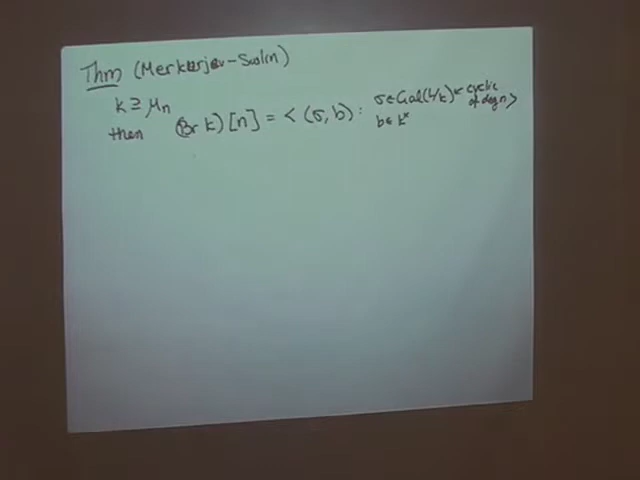 Thm (Merkurjev-Suslin)
k ⊇ μn
then (Br k)[n] = < (σ, b) : σ ∈ Gal(L/k) ← cyclic of deg n >
b ∈ k*